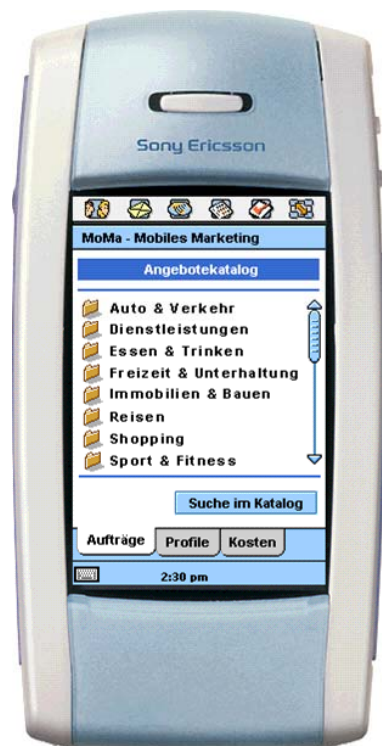 Sony Ericsson
MoMa - Mobiles Marketing
Angebotekatalog
Auto & Verkehr
Dienstleistungen
Essen & Trinken
Freizeit & Unterhaltung
Immobilien & Bauen
Reisen
Shopping
Sport & Fitness
Suche im Katalog
Aufträge Profile Kosten
2:30 pm